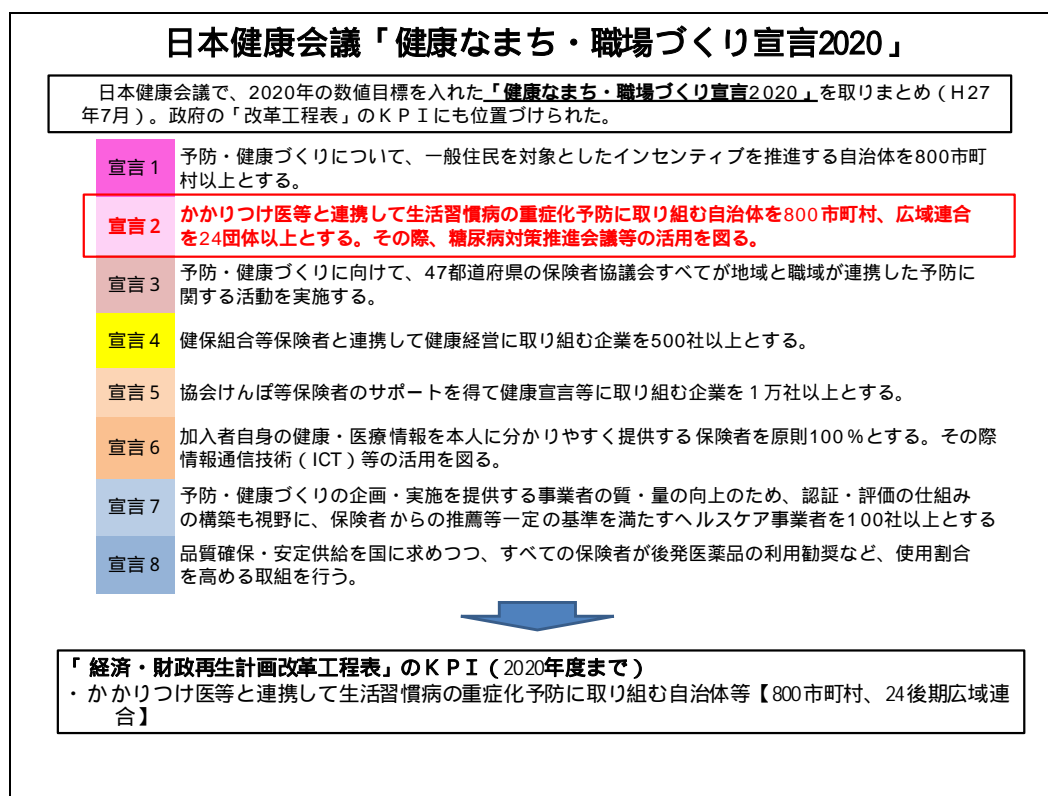 日本健康会議「健康なまち・職場づくり宣言2020」
日本健康会議で、2020年の数値目標を入れた「健康なまち・職場づくり宣言2020」を取りまとめ（H27
年7月）。政府の「改革工程表」のＫＰＩにも位置づけられた。
宣言１
予防・健康づくりについて、一般住民を対象としたインセンティブを推進する自治体を800市町
村以上とする。
宣言２
かかりつけ医等と連携して生活習慣病の重症化予防に取り組む自治体を800市町村、広域連合
を24団体以上とする。その際、糖尿病対策推進会議等の活用を図る。
宣言３
予防・健康づくりに向けて、47都道府県の保険者協議会すべてが地域と職域が連携した予防に
関する活動を実施する。
宣言４
健保組合等保険者と連携して健康経営に取り組む企業を500社以上とする。
宣言５
協会けんぽ等保険者のサポートを得て健康宣言等に取り組む企業を１万社以上とする。
宣言６
加入者自身の健康・医療情報を本人に分かりやすく提供する保険者を原則100％とする。その際
情報通信技術（ICT）等の活用を図る。
宣言７
予防・健康づくりの企画・実施を提供する事業者の質・量の向上のため、認証・評価の仕組み
の構築も視野に、保険者からの推薦等一定の基準を満たすヘルスケア事業者を100社以上とする
宣言８
品質確保・安定供給を国に求めつつ、すべての保険者が後発医薬品の利用勧奨など、使用割合
を高める取組を行う。
「経済・財政再生計画改革工程表」のＫＰＩ（2020年度まで）
・かかりつけ医等と連携して生活習慣病の重症化予防に取り組む自治体等【800市町村、24後期広域連
合】